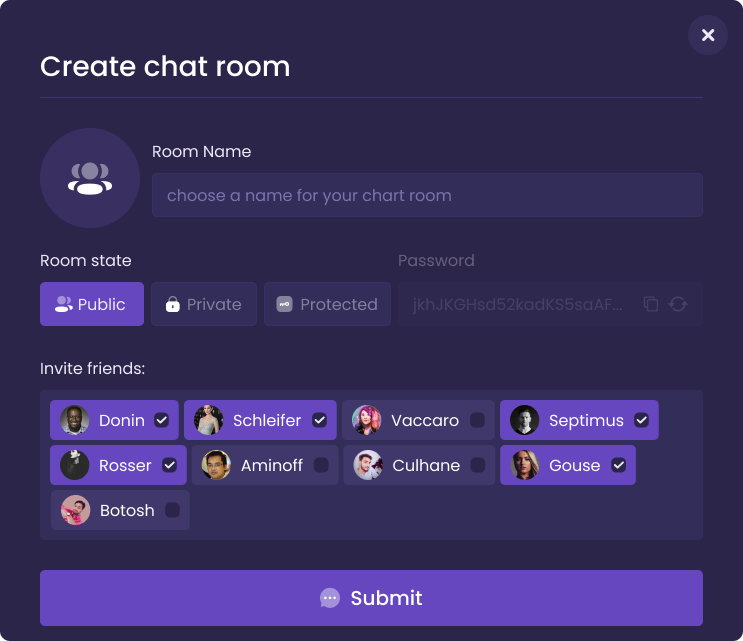 Create chat room
Room Name
choose a name for your chart room
Room state
Password
Public
Private
Protected
jkhJKGHsd52kadKS5saAF...
Invite friends:
Donin
Schleifer
Vaccaro
Septimus
Rosser
Aminoff
Culhane
Gouse
Botosh
Submit